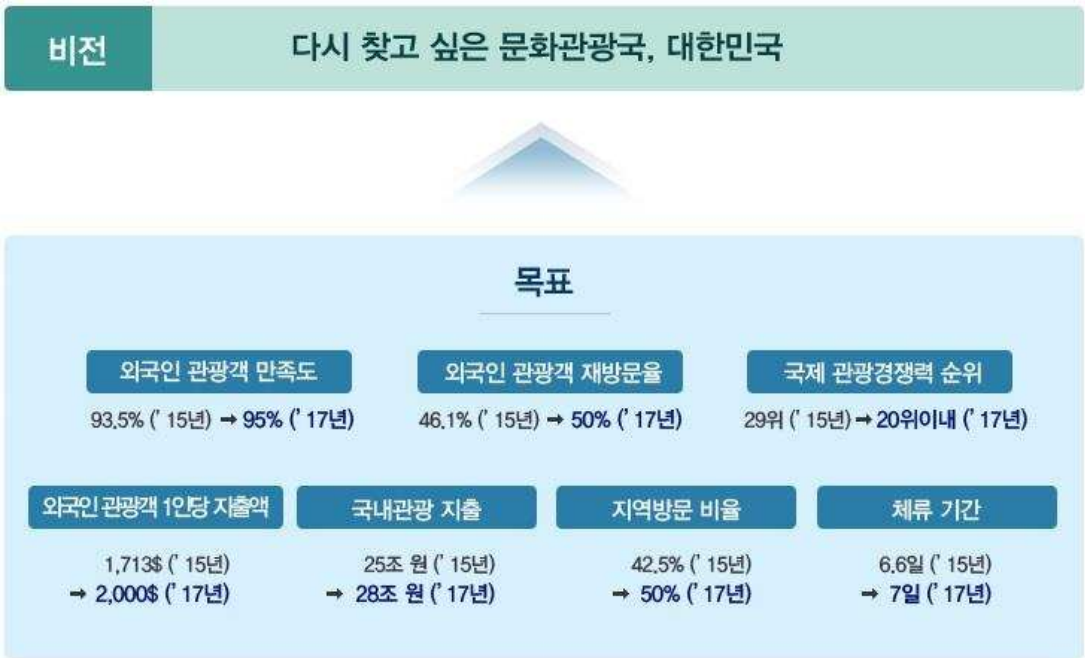 비전
다시 찾고 싶은 문화관광국, 대한민국
목표
외국인 관광객 만족도
93.5% (' 15년) → 95% (' 17년)
외국인 관광객 재방문율
46.1% (' 15년) → 50% (' 17년)
국제 관광경쟁력 순위
29위 (' 15년) → 20위이내 (' 17년)
외국인 관광객 1인당 지출액
1,713$ (' 15년)
→ 2,000$ (' 17년)
국내관광 지출
25조 원 (' 15년)
→ 28조 원 (' 17년)
지역방문 비율
42.5% (' 15년)
→ 50% (' 17년)
체류 기간
6.6일 (' 15년)
→ 7일 (' 17년)